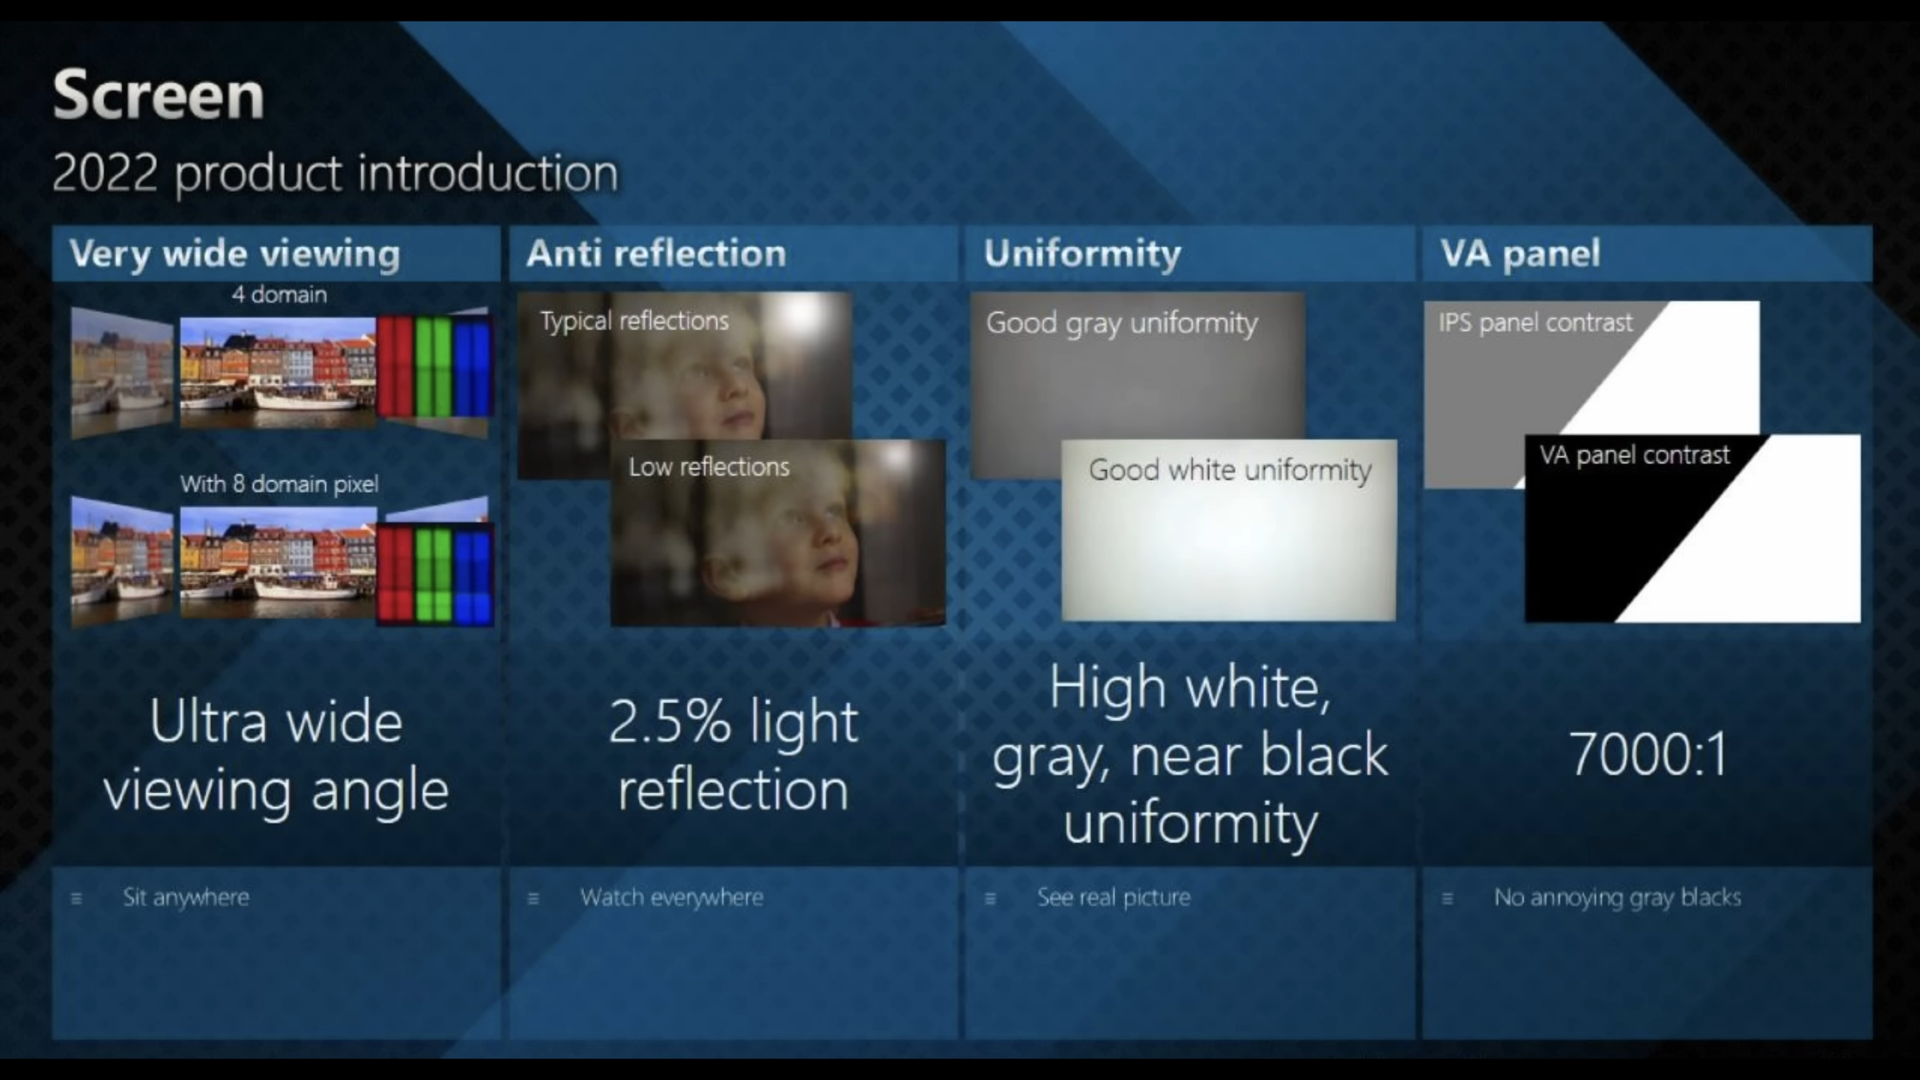 Screen
2022 product introduction
Very wide viewing
4 domain
With 8 domain pixel
Ultra wide
viewing angle
Sit anywhere
Anti reflection
Typical reflections
Low reflections
2.5% light
reflection
Watch everywhere
Uniformity
Good gray uniformity
Good white uniformity
High white,
gray, near black
uniformity
See real picture
VA panel
IPS panel contrast
VA panel contrast
7000:1
No annoying gray blacks